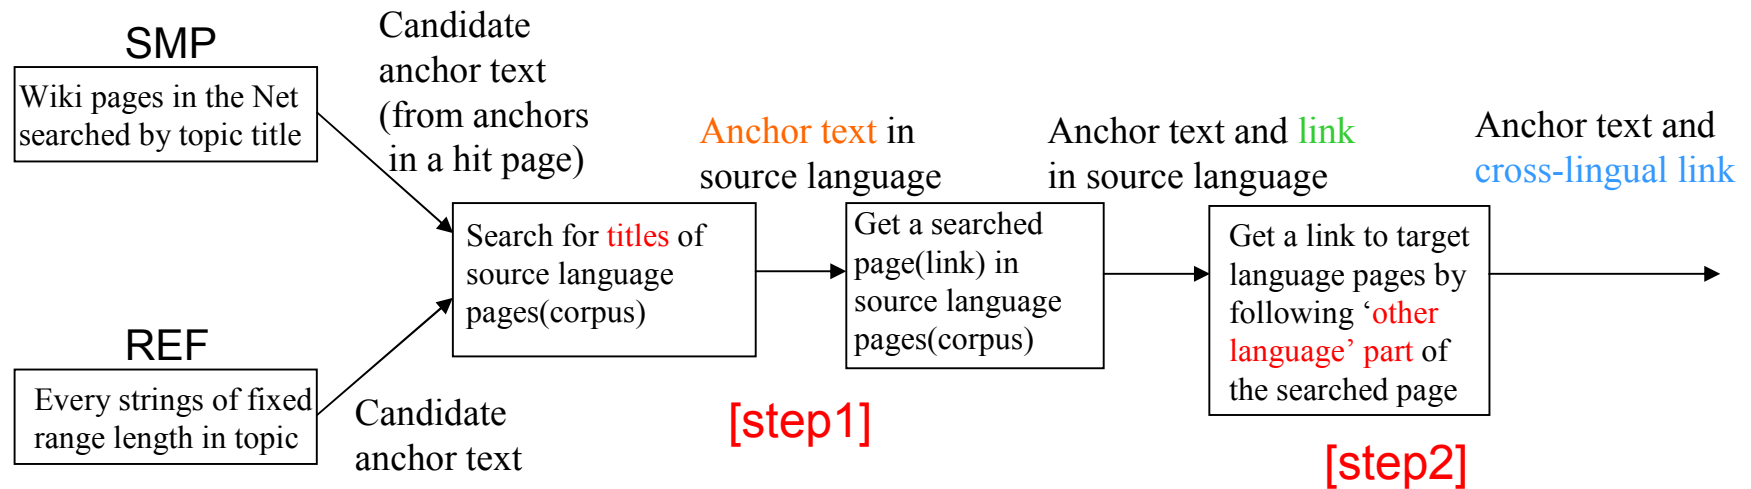 SMP
Wiki pages in the Net
searched by topic title
Candidate
anchor text
(from anchors
in a hit page)
REF
Every strings of fixed
range length in topic
Candidate
anchor text
Search for titles of
source language
pages(corpus)
Anchor text in
source language
[step1]
Get a searched
page(link) in
source language
pages(corpus)
Anchor text and link
in source language
Get a link to target
language pages by
following ‘other
language’ part of
the searched page
[step2]
Anchor text and
cross-lingual link